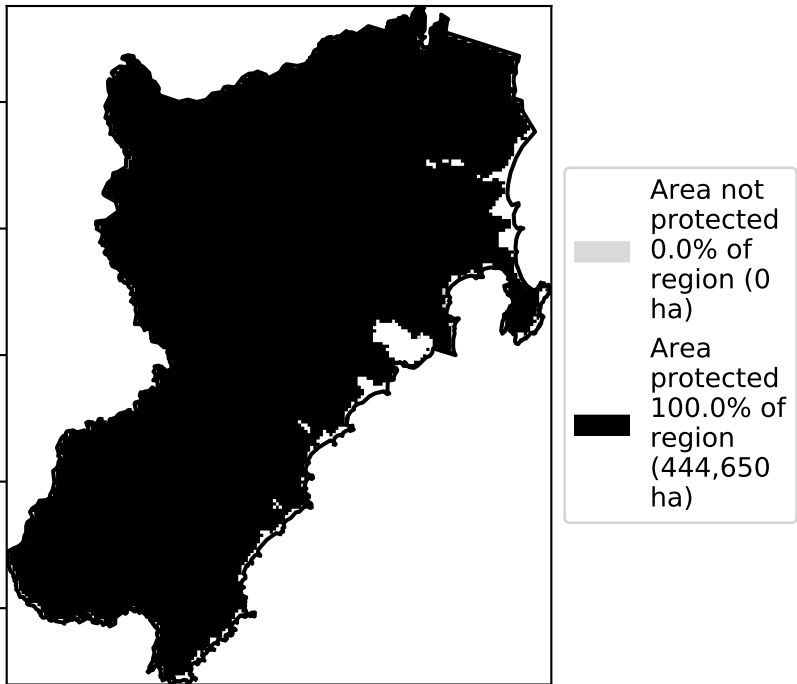 Area not
protected
0.0% of
region (0
ha)
Area
protected
100.0% of
region
(444,650
ha)